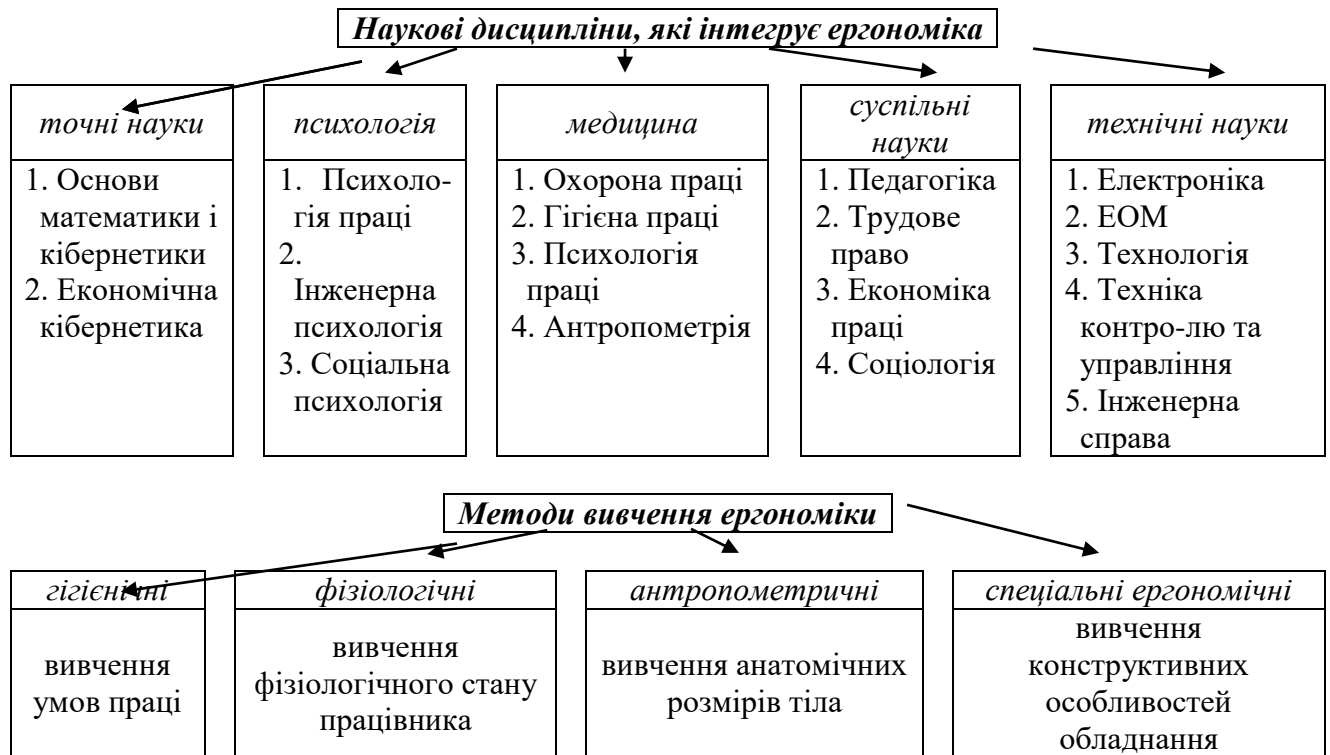 Наукові дисципліни, які інтегрує ергономіка
точні науки
1. Основи
математики і
кібернетики
2. Економічна
кібернетика
психологія
1. Психоло-
гія праці
2.
Інженерна
психологія
3. Соціальна
психологія
медицина
1. Охорона праці
2. Гігієна праці
3. Психологія
праці
4. Антропометрія
суспільні
науки
1. Педагогіка
2. Трудове
право
3. Економіка
праці
4. Соціологія
технічні науки
1. Електроніка
2. ЕОМ
3. Технологія
4. Техніка
контро-лю та
управління
5. Інженерна
справа
Методи вивчення ергономіки
гігієнічні
вивчення
умов праці
фізіологічні
вивчення
фізіологічного стану
працівника
антропометричні
вивчення анатомічних
розмірів тіла
спеціальні ергономічні
вивчення
конструктивних
особливостей
обладнання